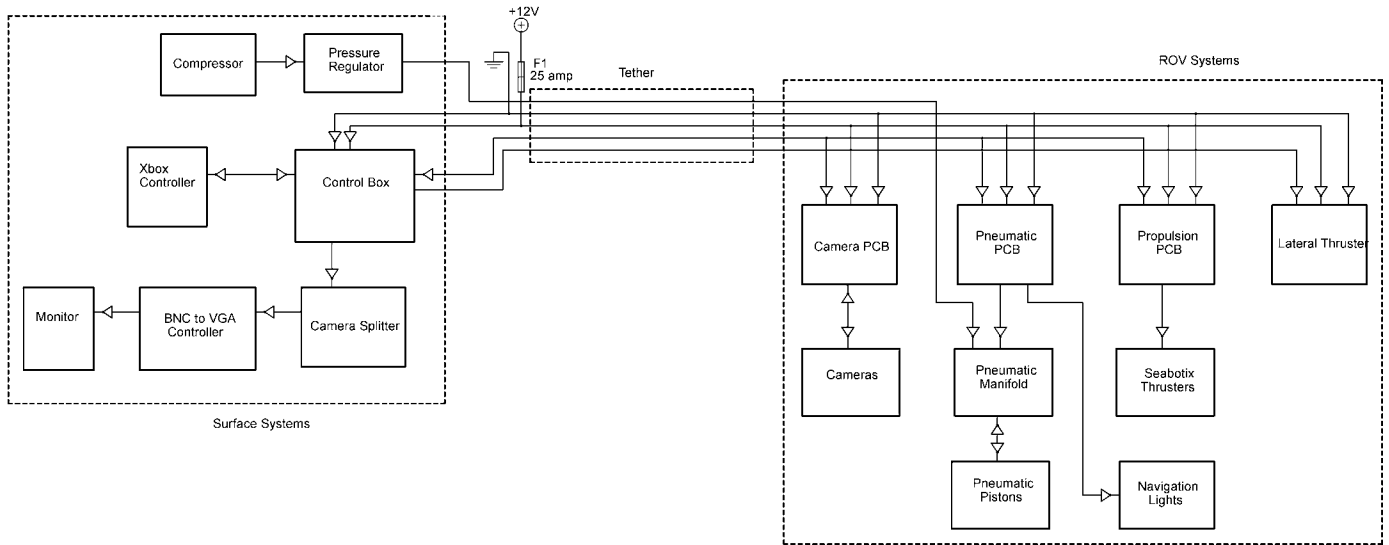 +12V
F1
25 amp
Tether
ROV Systems
Compressor
Pressure
Regulator
Xbox
Controller
Control Box
Camera PCB
Pneumatic
PCB
Propulsion
PCB
Lateral Thruster
Monitor
BNC to VGA
Controller
Camera Splitter
Cameras
Pneumatic
Manifold
Seabotix
Thrusters
Surface Systems
Pneumatic
Pistons
Navigation
Lights